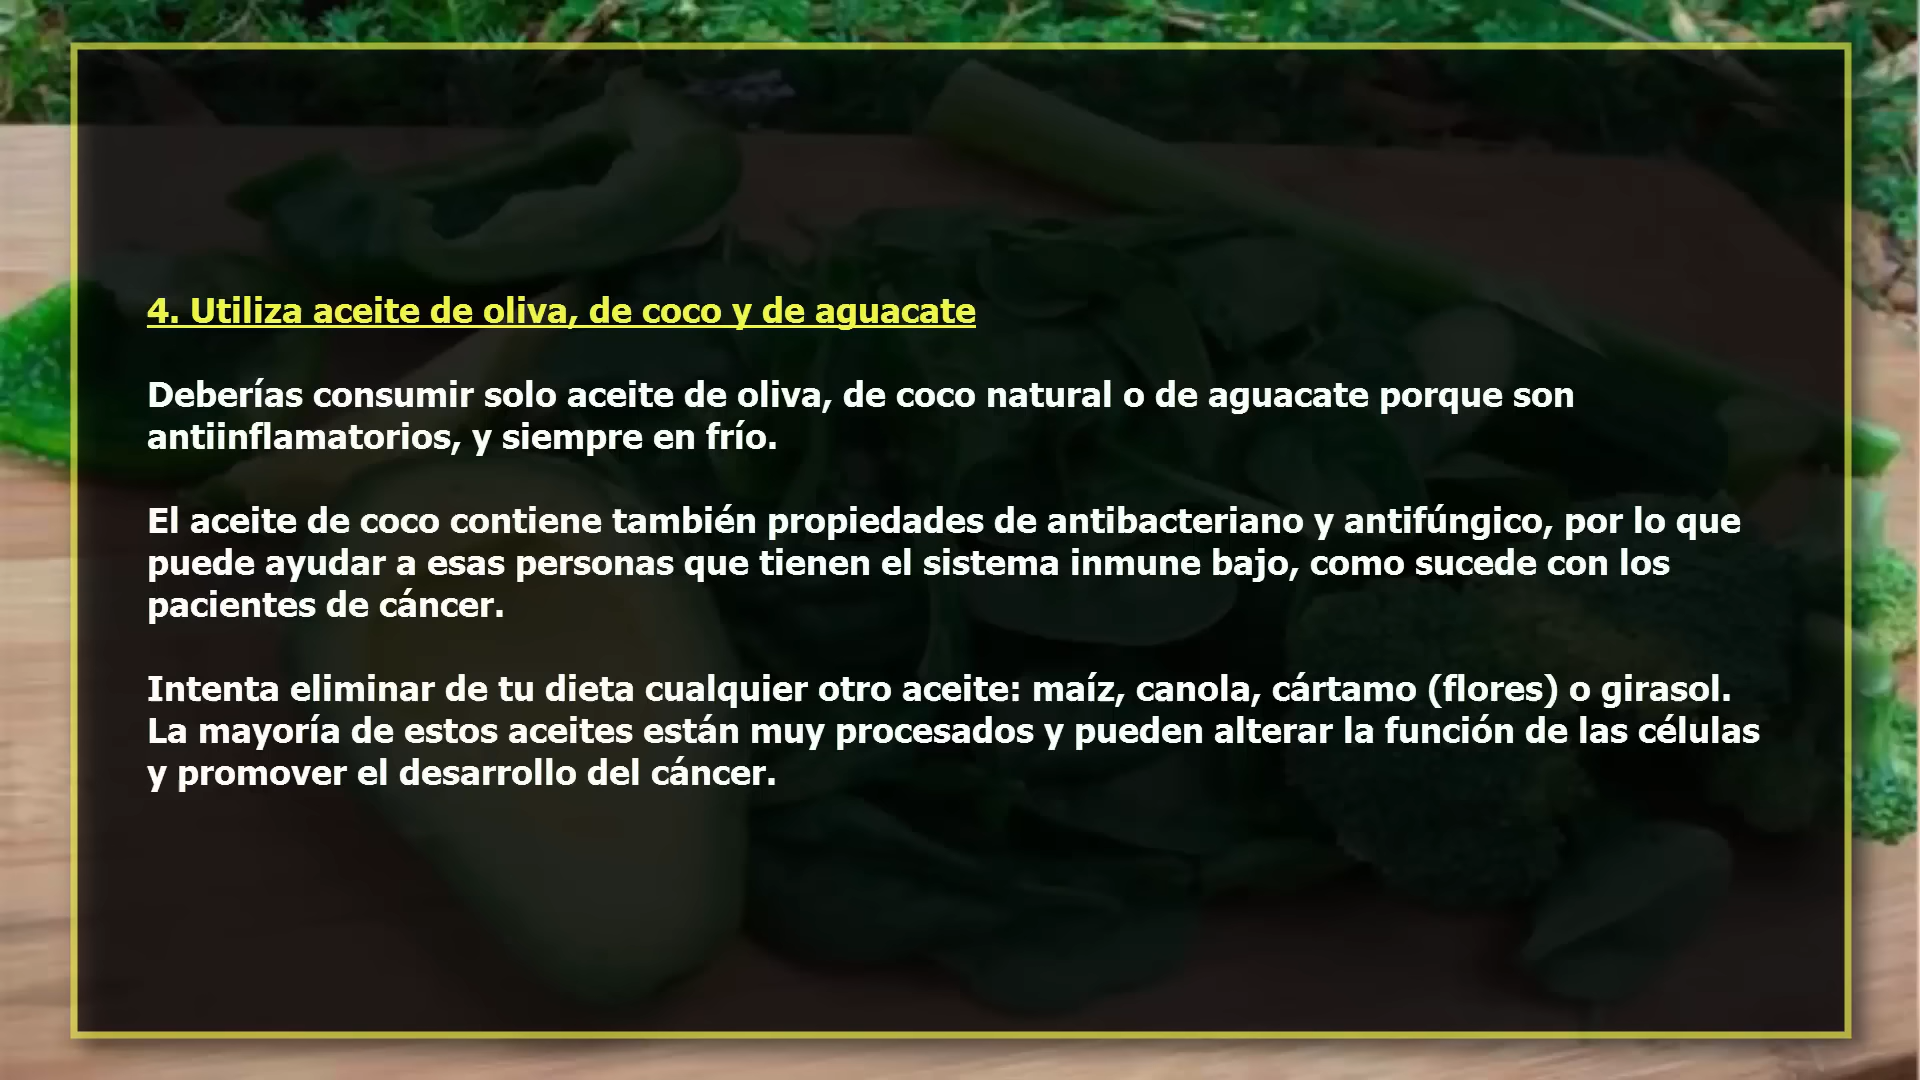 4. Utiliza aceite de oliva, de coco y de aguacate
Deberías consumir solo aceite de oliva, de coco natural o de aguacate porque son
antiinflamatorios, y siempre en frío.
El aceite de coco contiene también propiedades de antibacteriano y antifúngico, por lo que
puede ayudar a esas personas que tienen el sistema inmune bajo, como sucede con los
pacientes de cáncer.
Intenta eliminar de tu dieta cualquier otro aceite: maíz, canola, cártamo (flores) o girasol.
La mayoría de estos aceites están muy procesados y pueden alterar la función de las células
y promover el desarrollo del cáncer.